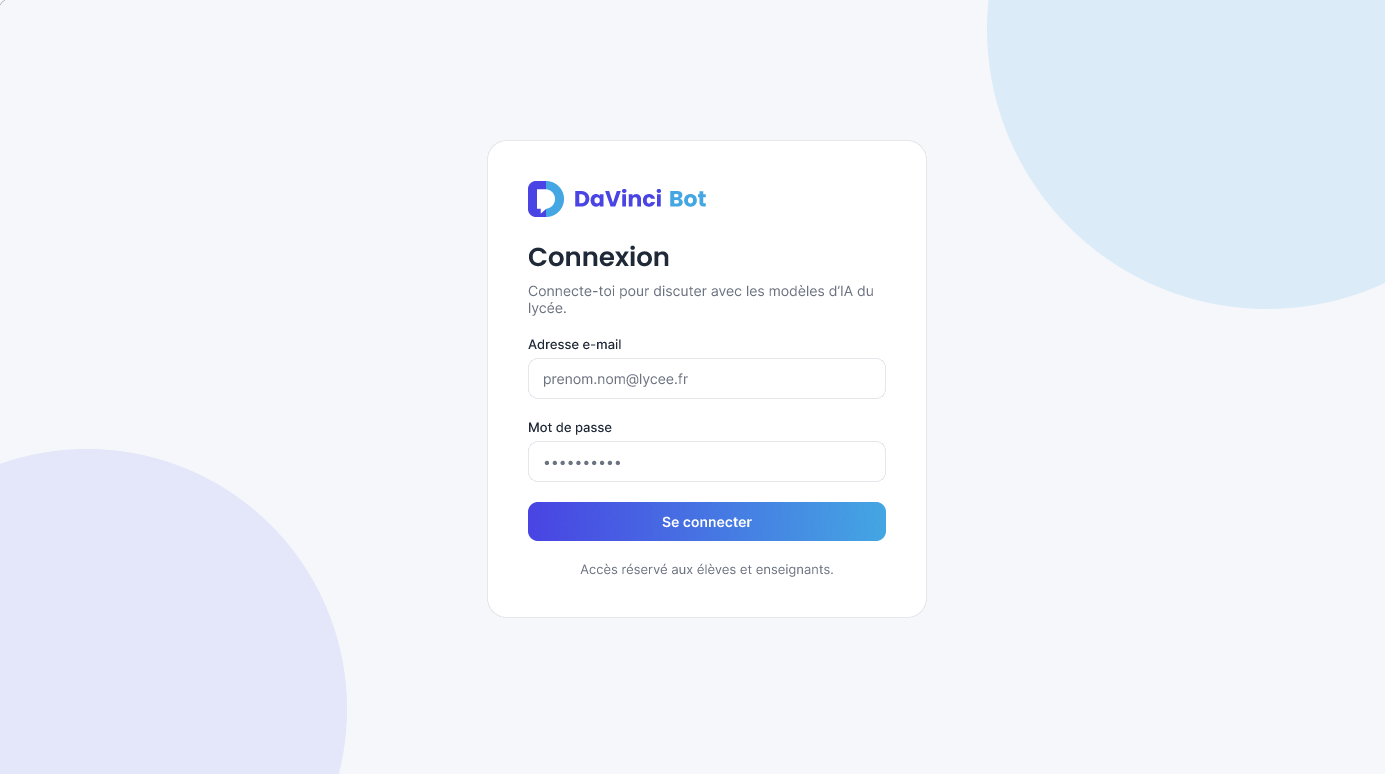 DaVinci Bot
Connexion
Connecte-toi pour discuter avec les modèles d’IA du
lycée.
Adresse e-mail
prenom.nom@lycee.fr
Mot de passe
••••••••••
Se connecter
Accès réservé aux élèves et enseignants.